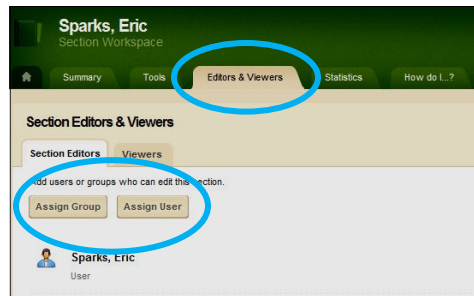 Sparks, Eric
Section Workspace
Summary Tools Editors & Viewers Statistics How do I...?
Section Editors & Viewers
Section Editors Viewers
Add users or groups who can edit this section.
Assign Group Assign User
Sparks, Eric
User